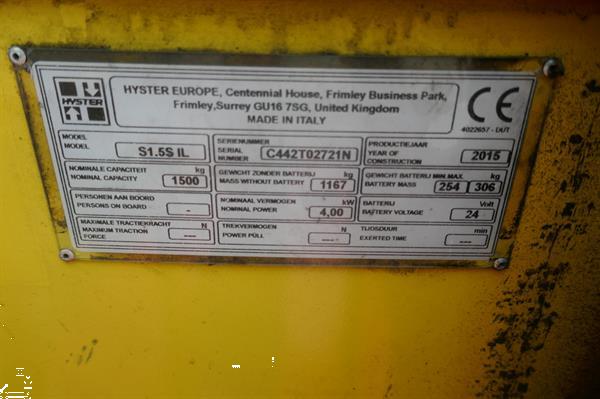 HYSTER
HYSTER EUROPE, Centennial House, Frimley Business Park,
Frimley,Surrey GU16 7SG, United Kingdom
MADE IN ITALY
CE
4022657 - DUT
MODEL
MODEL
S1.5S IL
SERIENUMMER
SERIAL
NUMBER
C442T02721N
PRODUCTIEJAAR
YEAR OF
CONSTRUCTION
2015
NOMINALE CAPACITEIT kg
NOMINAL CAPACITY 1500
GEWICHT ZONDER BATTERIJ kg
MASS WITHOUT BATTERY 1167
GEWICHT BATTERIJ MIN.MAX. kg
BATTERY MASS 254 306
PERSONEN AAN BOORD
PERSONS ON BOARD -
NOMINAAL VERMOGEN kW
NOMINAL POWER 4,00
BATTERIJ Volt
BATTERY VOLTAGE 24
MAXIMALE TRACTIEKRACHT N
MAXIMUM TRACTION
FORCE ---
TREKVERMOGEN N
POWER PULL ---
TIJDSDUUR min
EXERTED TIME ---